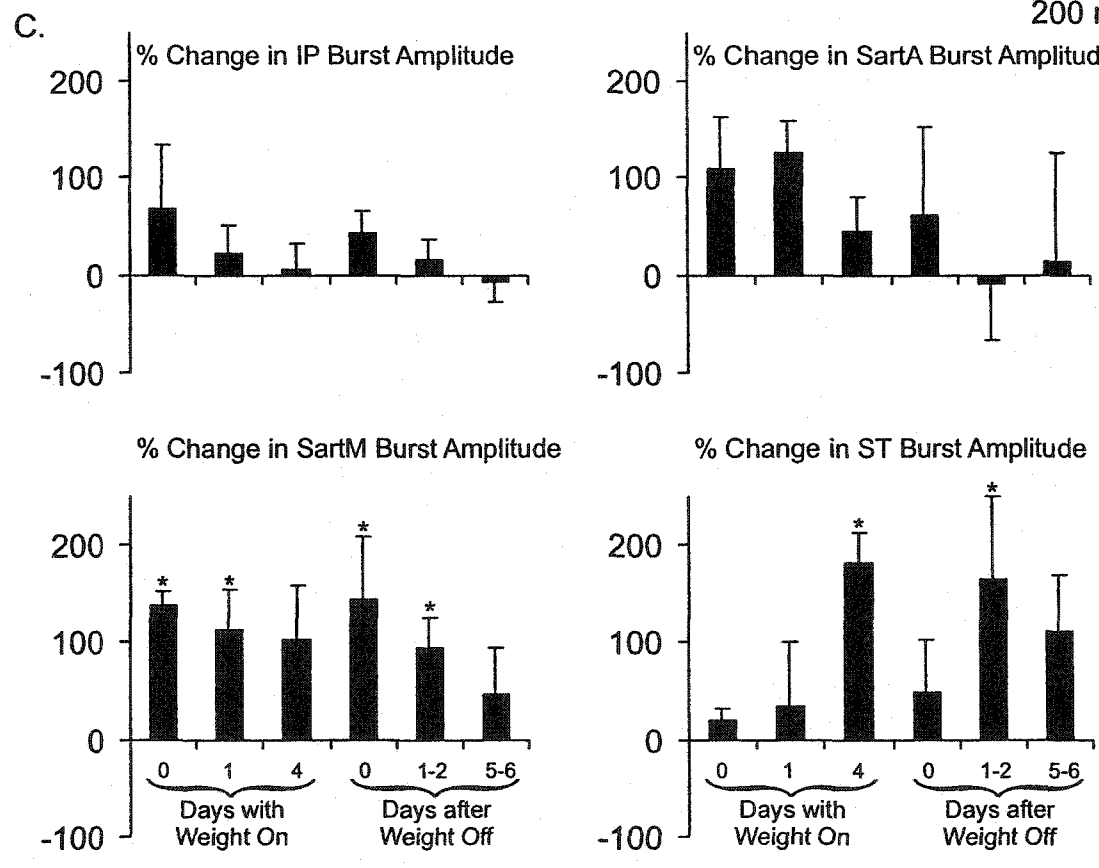 C.
200
% Change in IP Burst Amplitude
200
100
0
-100
% Change in SartA Burst Amplitud
200
100
0
-100
% Change in SartM Burst Amplitude
200
100
0
-100
* * * *
0 1 4 0 1-2 5-6
Days with Weight On
Days after Weight Off
% Change in ST Burst Amplitude
200
100
0
-100
* *
0 1 4 0 1-2 5-6
Days with Weight On
Days after Weight Off